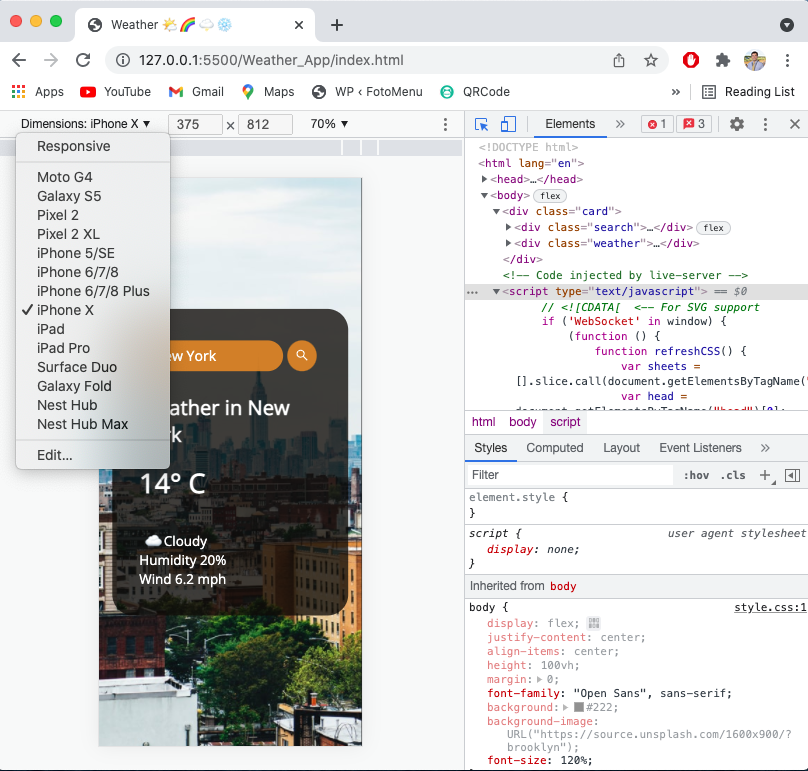 Weather 🌤🌈🌨❄️
127.0.0.1:5500/Weather_App/index.html
Apps YouTube Gmail Maps WP ‹ FotoMenu QRCode » Reading List
Dimensions: iPhone X ▼ 375 × 812 70% ▼
Responsive
Moto G4
Galaxy S5
Pixel 2
Pixel 2 XL
iPhone 5/SE
iPhone 6/7/8
iPhone 6/7/8 Plus
✓ iPhone X
iPad
iPad Pro
Surface Duo
Galaxy Fold
Nest Hub
Nest Hub Max
Edit...
York
in New
14° C
Cloudy
Humidity 20%
Wind 6.2 mph
Elements » 1 3
<!DOCTYPE html>
<html lang="en">
▶<head>…</head>
▼<body> flex
▼<div class="card">
▶<div class="search">…</div> flex
▶<div class="weather">…</div>
</div>
<!-- Code injected by live-server -->
••• ▼<script type="text/javascript"> == $0
// <![CDATA[  <-- For SVG support
if ('WebSocket' in window) {
(function () {
function refreshCSS() {
var sheets =
[].slice.call(document.getElementsByTagName("
var head =
document.getElementsByTagName("head")[0];
html body script
Styles Computed Layout Event Listeners »
Filter :hov .cls +
element.style {
}
script { user agent stylesheet
display: none;
}
Inherited from body
body { style.css:1
display: flex;
justify-content: center;
align-items: center;
height: 100vh;
margin:▶ 0;
font-family: "Open Sans", sans-serif;
background:▶ #222;
background-image:
URL("https://source.unsplash.com/1600x900/?
brooklyn");
font-size: 120%;